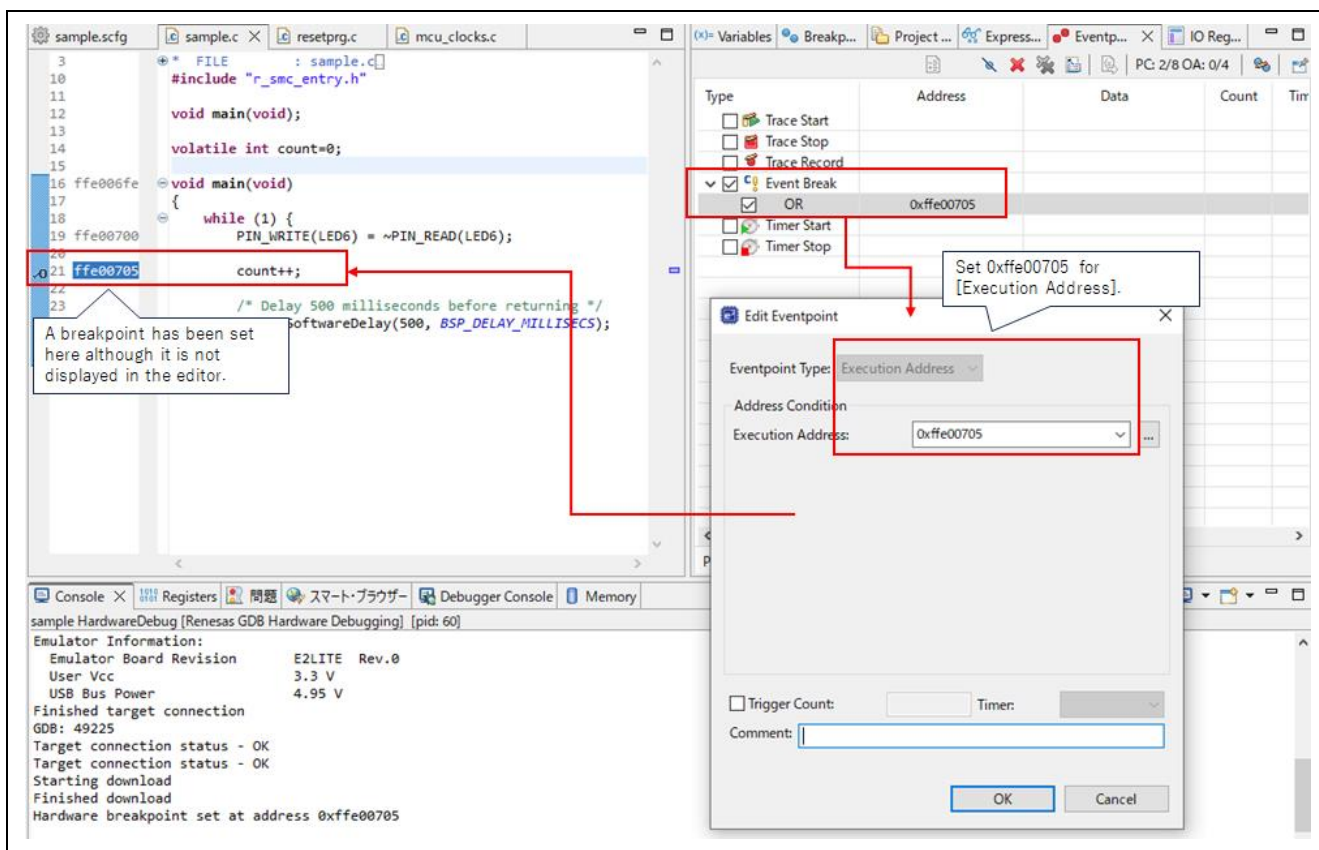 sample.scfg
sample.c
resetprg.c
mcu_clocks.c
3 * FILE : sample.c
10 #include "r_smc_entry.h"
11
12 void main(void);
13
14 volatile int count=0;
15
16 ffe006fe void main(void)
17 {
18 while (1) {
19 ffe00700 PIN_WRITE(LED6) = ~PIN_READ(LED6);
20
21 ffe00705 count++;
22
23 /* Delay 500 milliseconds before returning */
SoftwareDelay(500, BSP_DELAY_MILLISECS);
A breakpoint has been set
here although it is not
displayed in the editor.
(x)= Variables
Breakp...
Project ...
Express...
Eventp...
IO Reg...
PC: 2/8 OA: 0/4
Type Address Data Count Tim
Trace Start
Trace Stop
Trace Record
Event Break
OR 0xffe00705
Timer Start
Timer Stop
Set 0xffe00705 for
[Execution Address].
Edit Eventpoint
Eventpoint Type: Execution Address
Address Condition
Execution Address: 0xffe00705 ...
Trigger Count: Timer:
Comment:
OK Cancel
Console
Registers
問題
スマート・ブラウザー
Debugger Console
Memory
sample HardwareDebug [Renesas GDB Hardware Debugging] [pid: 60]
Emulator Information:
Emulator Board Revision E2LITE Rev.0
User Vcc 3.3 V
USB Bus Power 4.95 V
Finished target connection
GDB: 49225
Target connection status - OK
Target connection status - OK
Starting download
Finished download
Hardware breakpoint set at address 0xffe00705